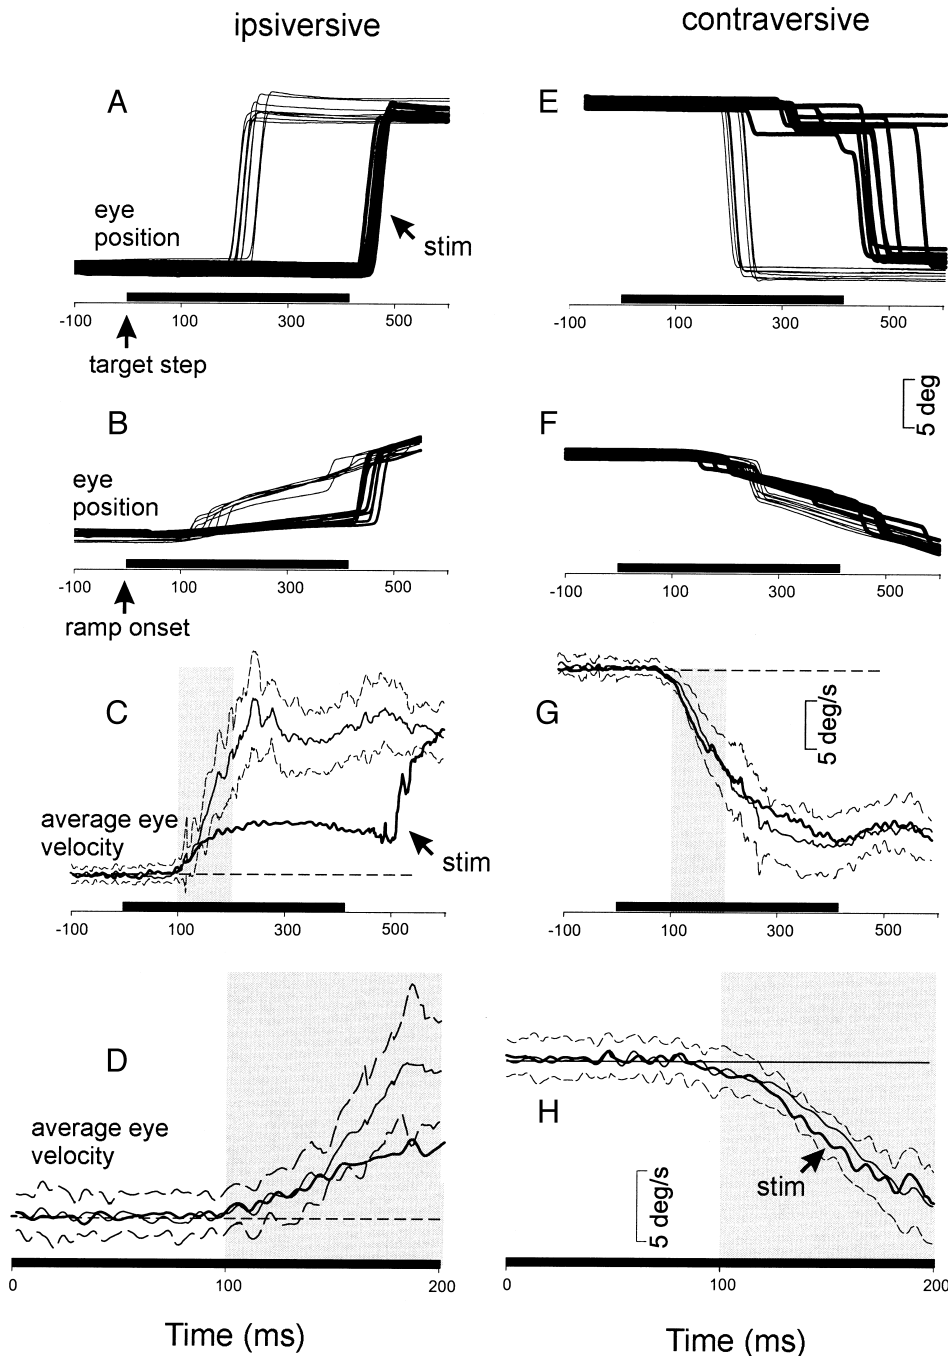 ipsiversive
contraversive
A
E
eye
position
stim
-100
100
300
500
-100
100
300
500
target step
5 deg
B
F
eye
position
-100
100
300
500
-100
100
300
500
ramp onset
C
G
5 deg/s
average eye
velocity
stim
-100
100
300
500
-100
100
300
500
D
H
average eye
velocity
stim
5 deg/s
0
100
200
0
100
200
Time (ms)
Time (ms)